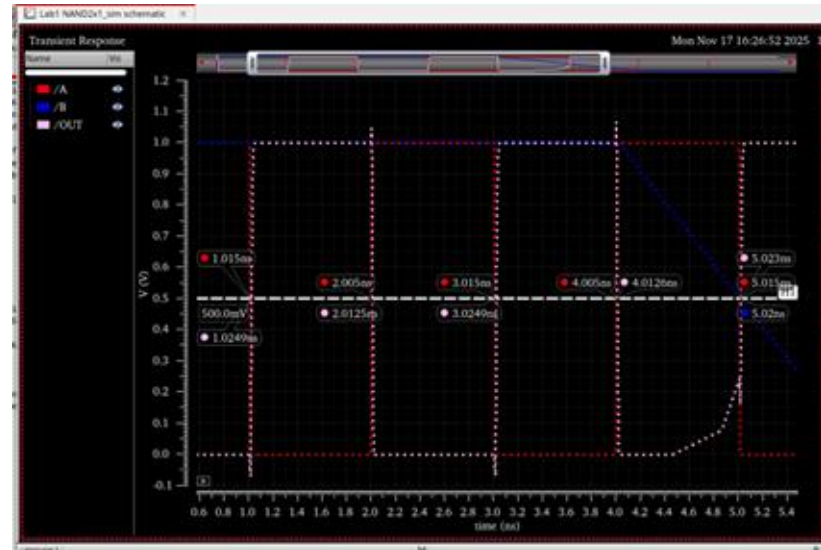 Lab1 NAND2x1_sim schematic
Transient Response
Mon Nov 17 16:26:52 2025 1
Name Vis
/A
/B
/OUT
V (V)
1.2
1.1
1.0
0.9
0.8
0.7
0.6
0.5
0.4
0.3
0.2
0.1
0.0
-0.1
1.015ns
2.005ns
3.015ns
4.005ns
4.0126ns
5.023ns
5.015ns
500.0mV
2.0125ns
3.0249ns
5.02ns
1.0249ns
0.6 0.8 1.0 1.2 1.4 1.6 1.8 2.0 2.2 2.4 2.6 2.8 3.0 3.2 3.4 3.6 3.8 4.0 4.2 4.4 4.6 4.8 5.0 5.2 5.4
time (ns)